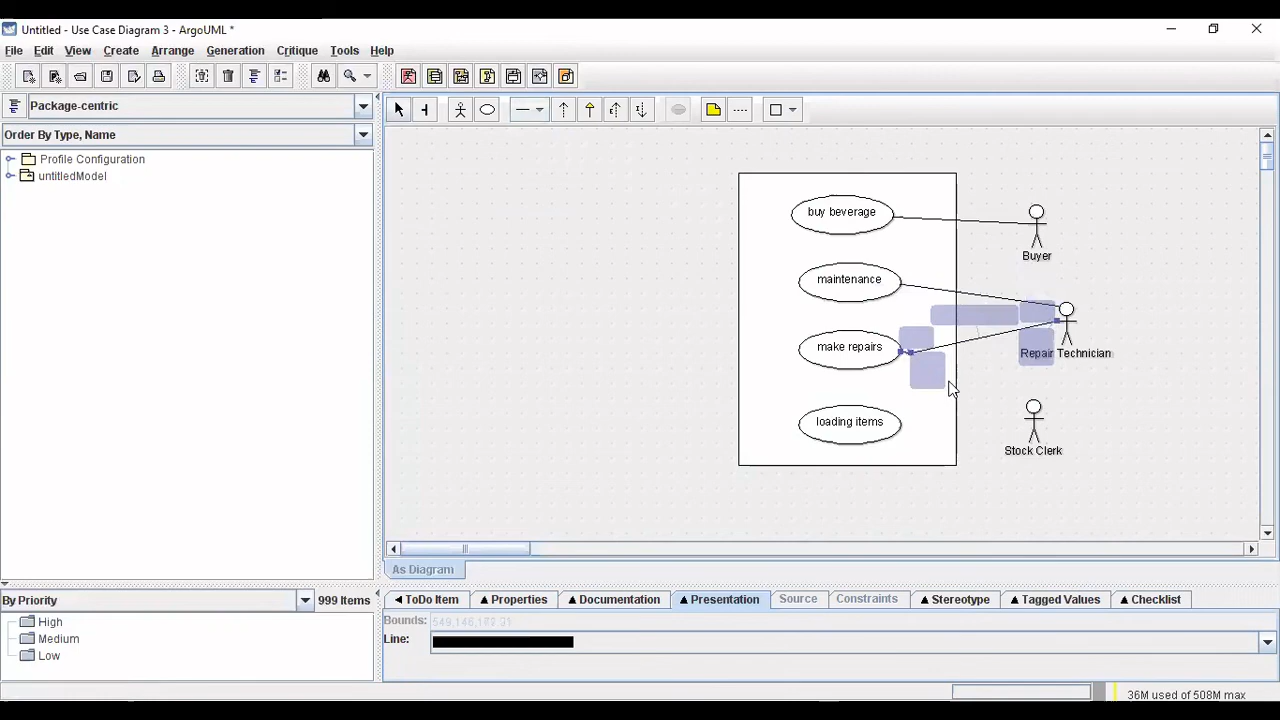 Untitled - Use Case Diagram 3 - ArgoUML *
File Edit View Create Arrange Generation Critique Tools Help
Package-centric
Order By Type, Name
Profile Configuration
untitledModel
buy beverage
Buyer
maintenance
make repairs
Repair Technician
loading items
Stock Clerk
As Diagram
By Priority 999 Items
High
Medium
Low
ToDo Item Properties Documentation Presentation Source Constraints Stereotype Tagged Values Checklist
Bounds:
Line:
36M used of 508M max